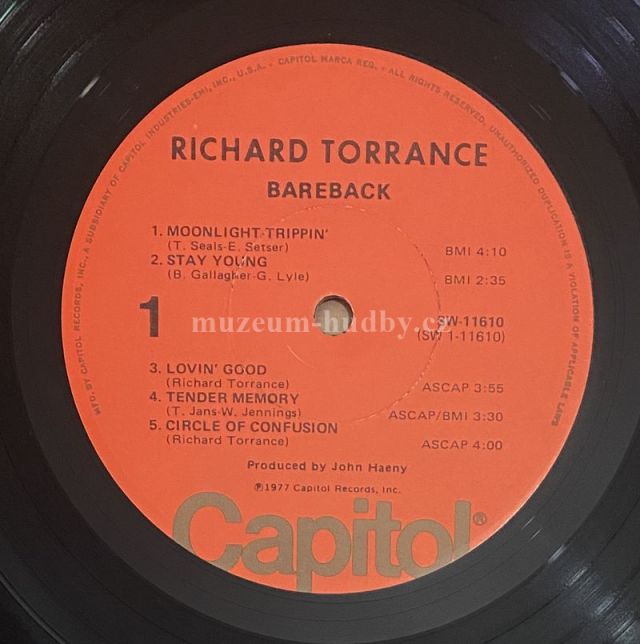 MFD. BY CAPITOL RECORDS, INC., A SUBSIDIARY OF CAPITOL INDUSTRIES-EMI, INC., U.S.A. • CAPITOL MARCA REG. • ALL RIGHTS RESERVED. UNAUTHORIZED DUPLICATION IS A VIOLATION OF APPLICABLE LAWS
RICHARD TORRANCE
BAREBACK
1. MOONLIGHT TRIPPIN'
(T. Seals-E. Setser) BMI 4:10
2. STAY YOUNG
(B. Gallagher-G. Lyle) BMI 2:35
1
muzeum-hudby.cz
SW-11610
(SW 1-11610)
3. LOVIN' GOOD
(Richard Torrance) ASCAP 3:55
4. TENDER MEMORY
(T. Jans-W. Jennings) ASCAP/BMI 3:30
5. CIRCLE OF CONFUSION
(Richard Torrance) ASCAP 4:00
Produced by John Haeny
℗1977 Capitol Records, Inc.
Capitol®